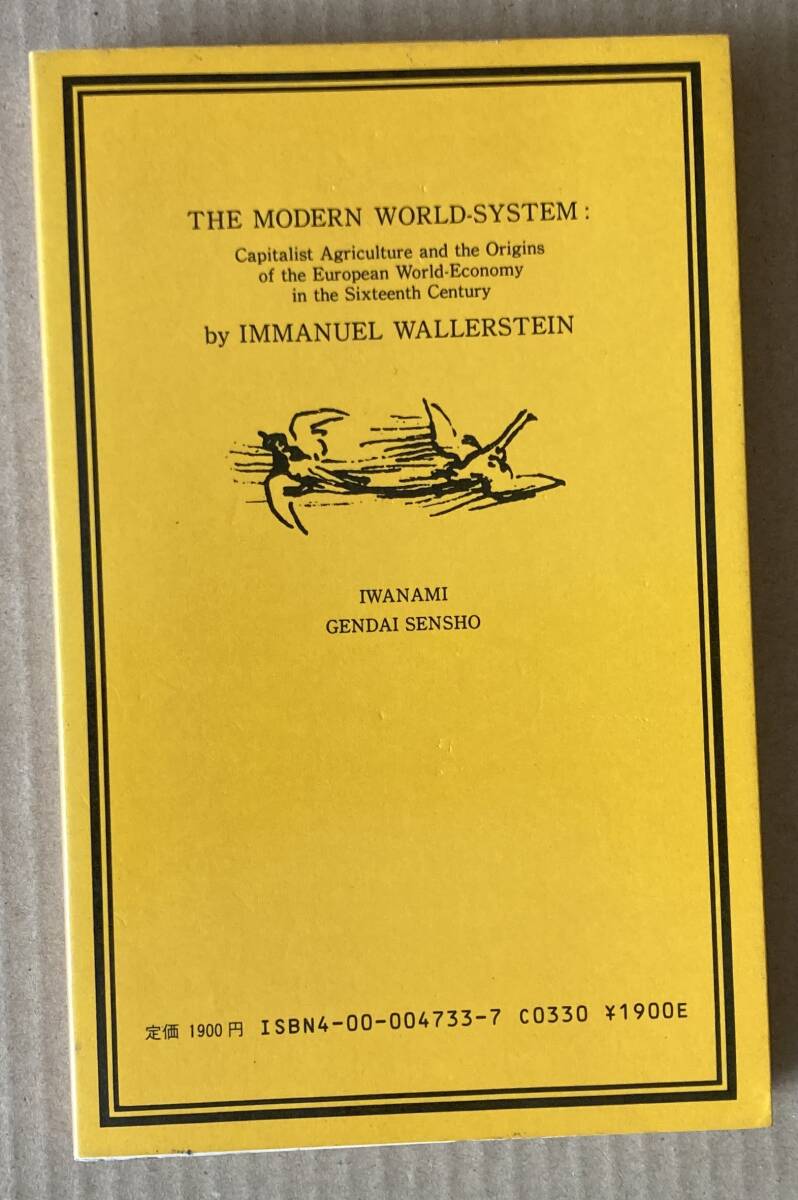 THE MODERN WORLD-SYSTEM:
Capitalist Agriculture and the Origins
of the European World-Economy
in the Sixteenth Century
by IMMANUEL WALLERSTEIN
IWANAMI
GENDAI SENSHO
定価 1900円 ISBN4-00-004733-7 C0330 ¥1900E